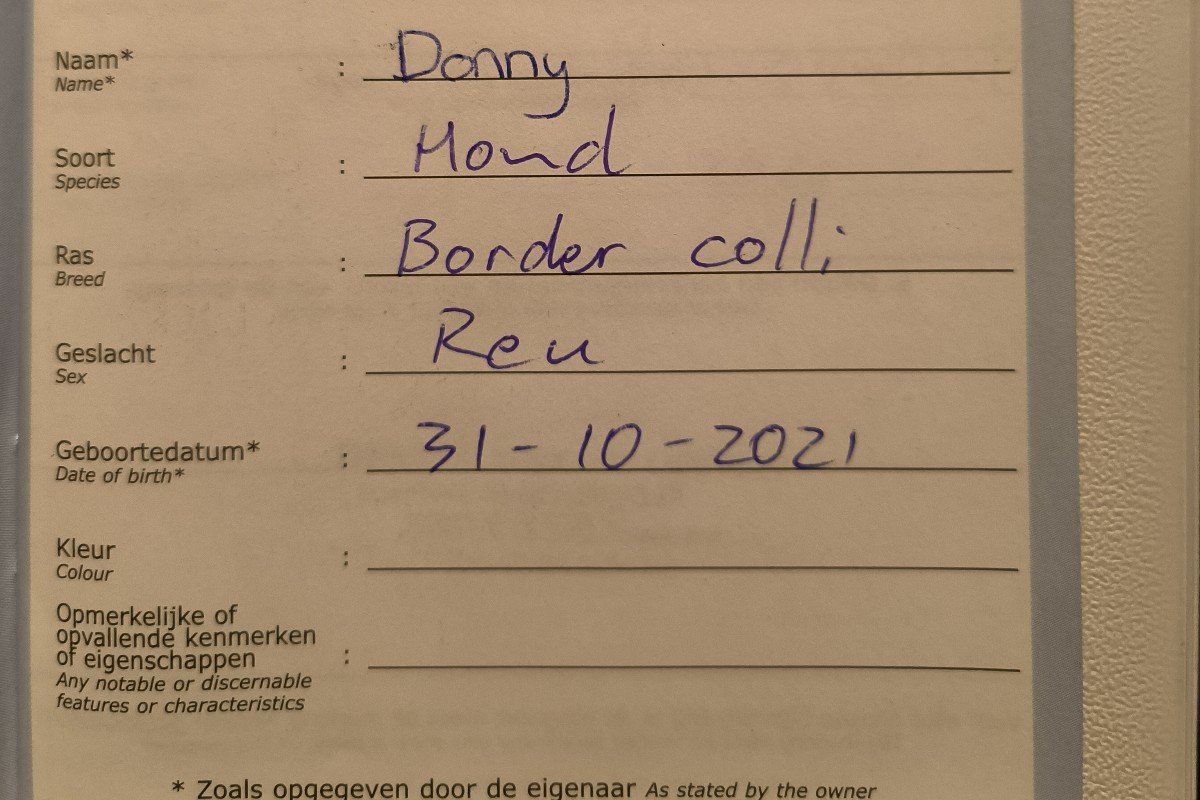 Naam* : Donny
Name*
Soort : Hond
Species
Ras : Border colli
Breed
Geslacht : Reu
Sex
Geboortedatum* : 31-10-2021
Date of birth*
Kleur :
Colour
Opmerkelijke of
opvallende kenmerken
of eigenschappen :
Any notable or discernable
features or characteristics
* Zoals opgegeven door de eigenaar As stated by the owner